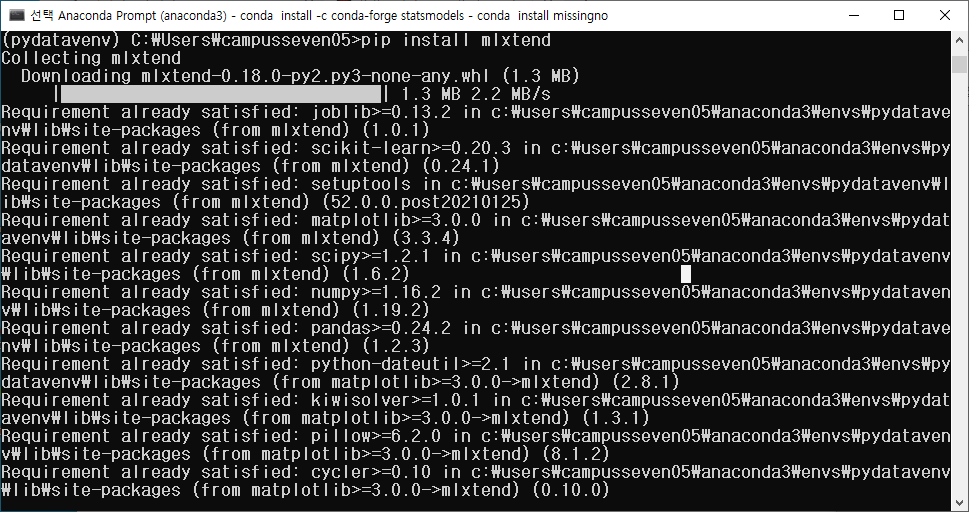 선택 Anaconda Prompt (anaconda3) - conda  install -c conda-forge statsmodels - conda  install missingno
(pydatavenv) C:₩Users₩campusseven05>pip install mlxtend
Collecting mlxtend
  Downloading mlxtend-0.18.0-py2.py3-none-any.whl (1.3 MB)
     |                                | 1.3 MB 2.2 MB/s
Requirement already satisfied: joblib>=0.13.2 in c:₩users₩campusseven05₩anaconda3₩envs₩pydatave
nv₩lib₩site-packages (from mlxtend) (1.0.1)
Requirement already satisfied: scikit-learn>=0.20.3 in c:₩users₩campusseven05₩anaconda3₩envs₩py
datavenv₩lib₩site-packages (from mlxtend) (0.24.1)
Requirement already satisfied: setuptools in c:₩users₩campusseven05₩anaconda3₩envs₩pydatavenv₩l
ib₩site-packages (from mlxtend) (52.0.0.post20210125)
Requirement already satisfied: matplotlib>=3.0.0 in c:₩users₩campusseven05₩anaconda3₩envs₩pydat
avenv₩lib₩site-packages (from mlxtend) (3.3.4)
Requirement already satisfied: scipy>=1.2.1 in c:₩users₩campusseven05₩anaconda3₩envs₩pydatavenv
₩lib₩site-packages (from mlxtend) (1.6.2)
Requirement already satisfied: numpy>=1.16.2 in c:₩users₩campusseven05₩anaconda3₩envs₩pydataven
v₩lib₩site-packages (from mlxtend) (1.19.2)
Requirement already satisfied: pandas>=0.24.2 in c:₩users₩campusseven05₩anaconda3₩envs₩pydatave
nv₩lib₩site-packages (from mlxtend) (1.2.3)
Requirement already satisfied: python-dateutil>=2.1 in c:₩users₩campusseven05₩anaconda3₩envs₩py
datavenv₩lib₩site-packages (from matplotlib>=3.0.0->mlxtend) (2.8.1)
Requirement already satisfied: kiwisolver>=1.0.1 in c:₩users₩campusseven05₩anaconda3₩envs₩pydat
avenv₩lib₩site-packages (from matplotlib>=3.0.0->mlxtend) (1.3.1)
Requirement already satisfied: pillow>=6.2.0 in c:₩users₩campusseven05₩anaconda3₩envs₩pydataven
v₩lib₩site-packages (from matplotlib>=3.0.0->mlxtend) (8.1.2)
Requirement already satisfied: cycler>=0.10 in c:₩users₩campusseven05₩anaconda3₩envs₩pydatavenv
₩lib₩site-packages (from matplotlib>=3.0.0->mlxtend) (0.10.0)